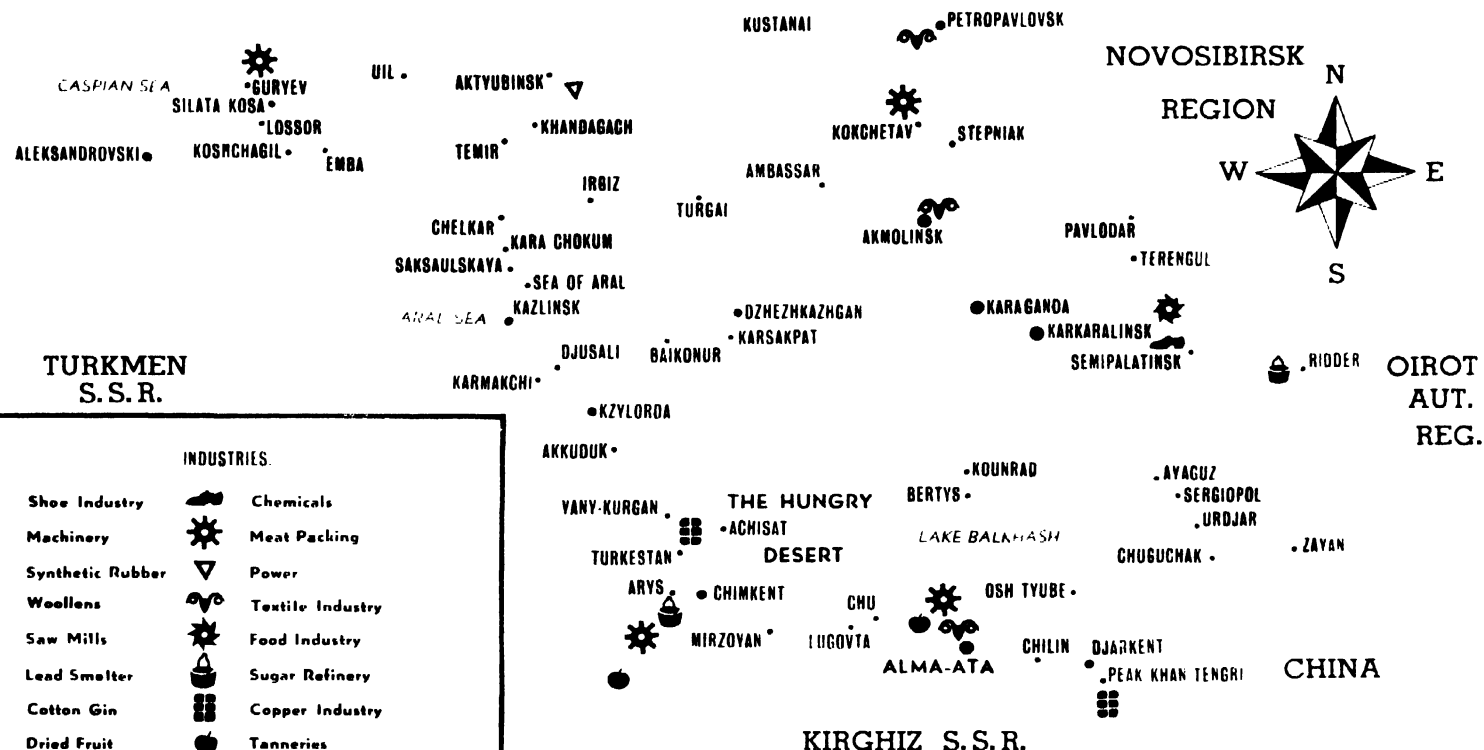 KUSTANAI
PETROPAVLOVSK
NOVOSIBIRSK
REGION
N
W
E
S
CASPIAN SEA
GURYEV
SILATA KOSA
LOSSOR
ALEKSANDROVSKI
KOSMCHAGIL
EMBA
UIL
AKTYUBINSK
KHANDAGACH
TEMIR
IRGIZ
TURGAI
KOKCHETAV
STEPNIAK
AMBASSAR
AKMOLINSK
PAVLODAR
TERENGUL
CHELKAR
KARA CHOKUM
SAKSAULSKAYA
SEA OF ARAL
ARAL SEA
KAZLINSK
DZHEZHKAZHGAN
KARSAKPAT
BAIKONUR
DJUSALI
KARMAKCHI
KARAGANDA
KARKARALINSK
SEMIPALATINSK
RIDDER
OIROT
AUT.
REG.
TURKMEN
S.S.R.
KZYLORDA
AKKUDUK
KOUNRAD
BERTYS
AYAGUZ
SERGIOPOL
URDJAR
YANY-KURGAN
THE HUNGRY
DESERT
ACHISAT
TURKESTAN
LAKE BALKHASH
CHUGUCHAK
ZAYAN
ARYS
CHIMKENT
MIRZOYAN
CHU
LUGOVTA
OSH TYUBE
ALMA-ATA
CHILIN
DJARKENT
PEAK KHAN TENGRI
CHINA
KIRGHIZ S.S.R.
INDUSTRIES.
Shoe Industry Chemicals
Machinery Meat Packing
Synthetic Rubber Power
Woollens Textile Industry
Saw Mills Food Industry
Lead Smelter Sugar Refinery
Cotton Gin Copper Industry
Dried Fruit Tanneries